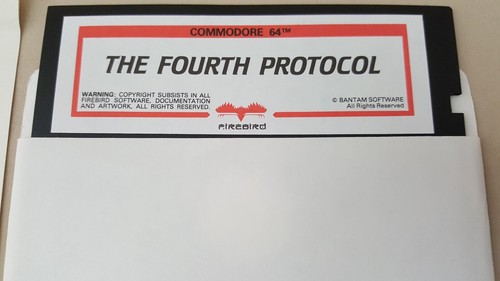 COMMODORE 64™
THE FOURTH PROTOCOL
WARNING: COPYRIGHT SUBSISTS IN ALL
FIREBIRD SOFTWARE, DOCUMENTATION
AND ARTWORK, ALL RIGHTS RESERVED.
© BANTAM SOFTWARE
All Rights Reserved
FIREBIRD